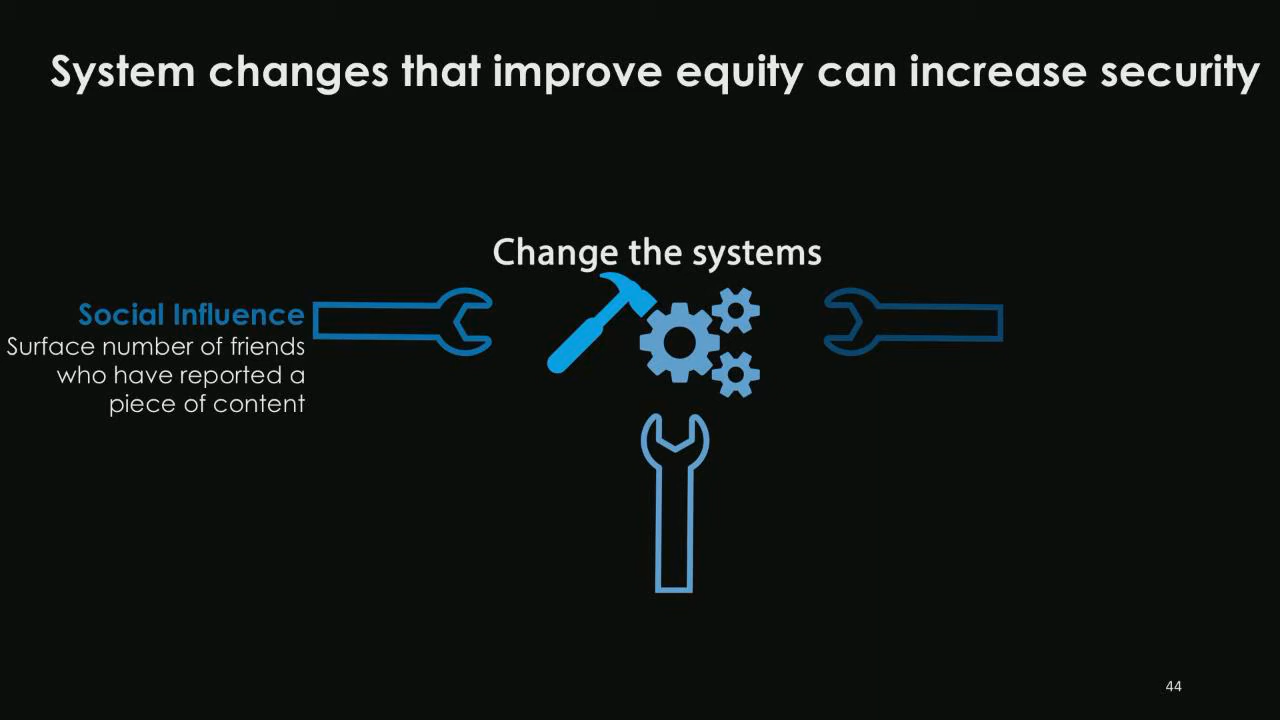 System changes that improve equity can increase security
Change the systems
Social Influence
Surface number of friends
who have reported a
piece of content
44